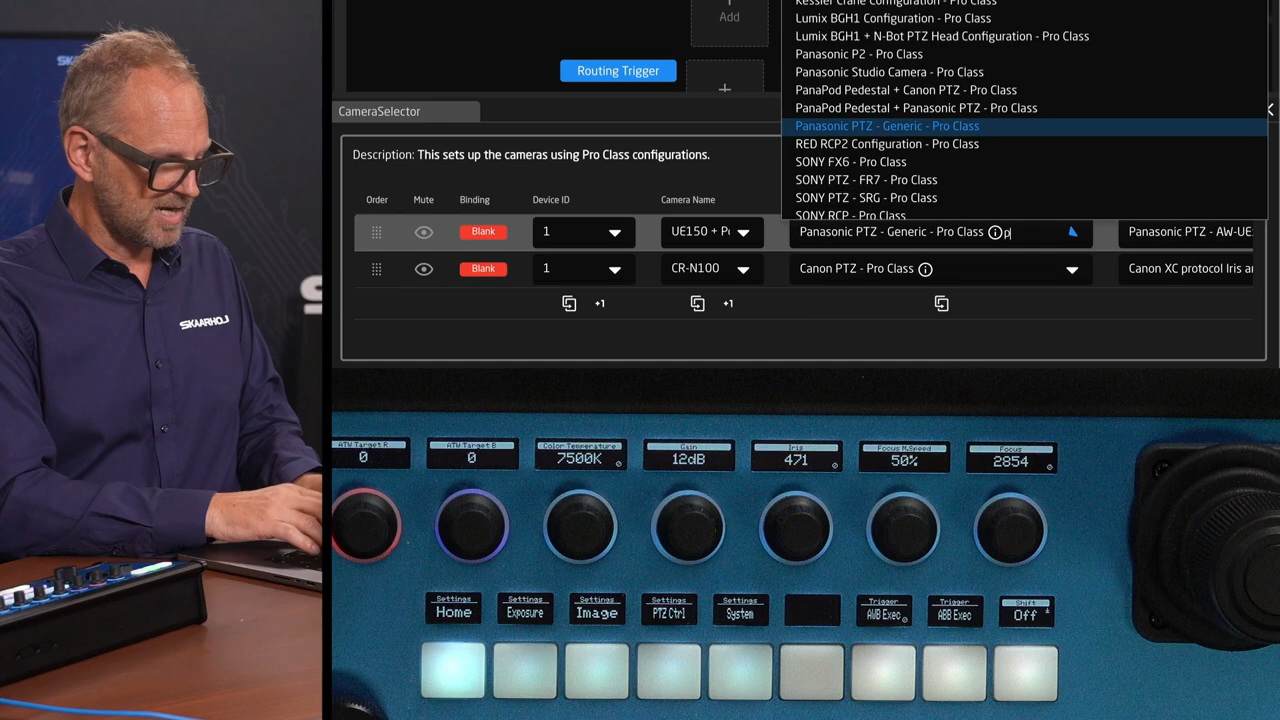 SKAARHOJ
Add
Routing Trigger
CameraSelector
Kessler Crane Configuration - Pro Class
Lumix BGH1 Configuration - Pro Class
Lumix BGH1 + N-Bot PTZ Head Configuration - Pro Class
Panasonic P2 - Pro Class
Panasonic Studio Camera - Pro Class
PanaPod Pedestal + Canon PTZ - Pro Class
PanaPod Pedestal + Panasonic PTZ - Pro Class
Panasonic PTZ - Generic - Pro Class
RED RCP2 Configuration - Pro Class
SONY FX6 - Pro Class
SONY PTZ - FR7 - Pro Class
SONY PTZ - SRG - Pro Class
SONY RCP - Pro Class
Description: This sets up the cameras using Pro Class configurations.
Order Mute Binding Device ID Camera Name
Blank 1 UE150 + P Panasonic PTZ - Generic - Pro Class p Panasonic PTZ - AW-UE
Blank 1 CR-N100 Canon PTZ - Pro Class Canon XC protocol Iris a
+1 +1
ATW Target R ATW Target B Color Temperature Gain Iris Focus M.Speed Focus
0 0 7500K 12dB 471 50% 2854
Settings Settings Settings Settings Settings Trigger Trigger Shift
Home Exposure Image PTZ Ctrl System AWB Exec ABB Exec Off